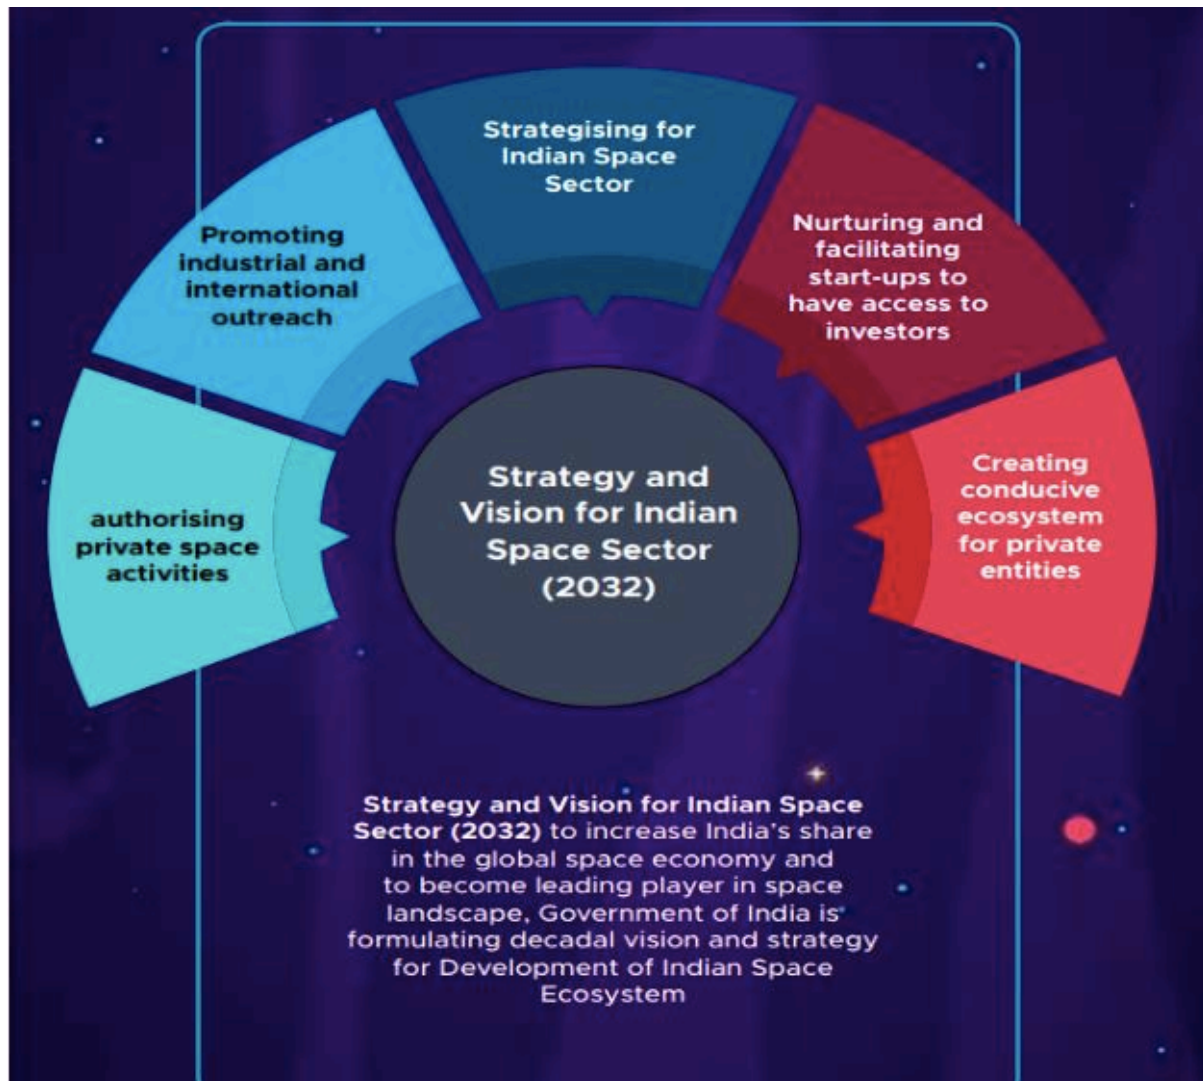 authorising
private space
activities
Promoting
industrial and
international
outreach
Strategising for
Indian Space
Sector
Nurturing and
facilitating
start-ups to
have access to
investors
Creating
conducive
ecosystem
for private
entities
Strategy and
Vision for Indian
Space Sector
(2032)
Strategy and Vision for Indian Space
Sector (2032) to increase India's share
in the global space economy and
to become leading player in space
landscape, Government of India is
formulating decadal vision and strategy
for Development of Indian Space
Ecosystem